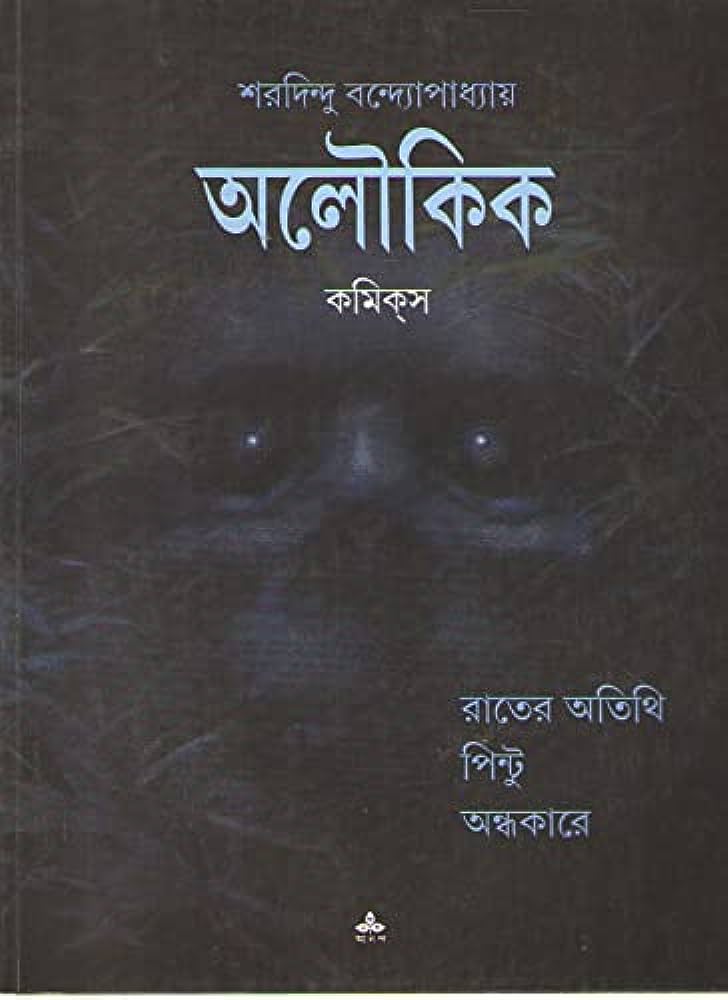 শরদিন্দু বন্দ্যোপাধ্যায়
অলৌকিক
কমিক্‌স
রাতের অতিথি
পিন্টু
অন্ধকারে